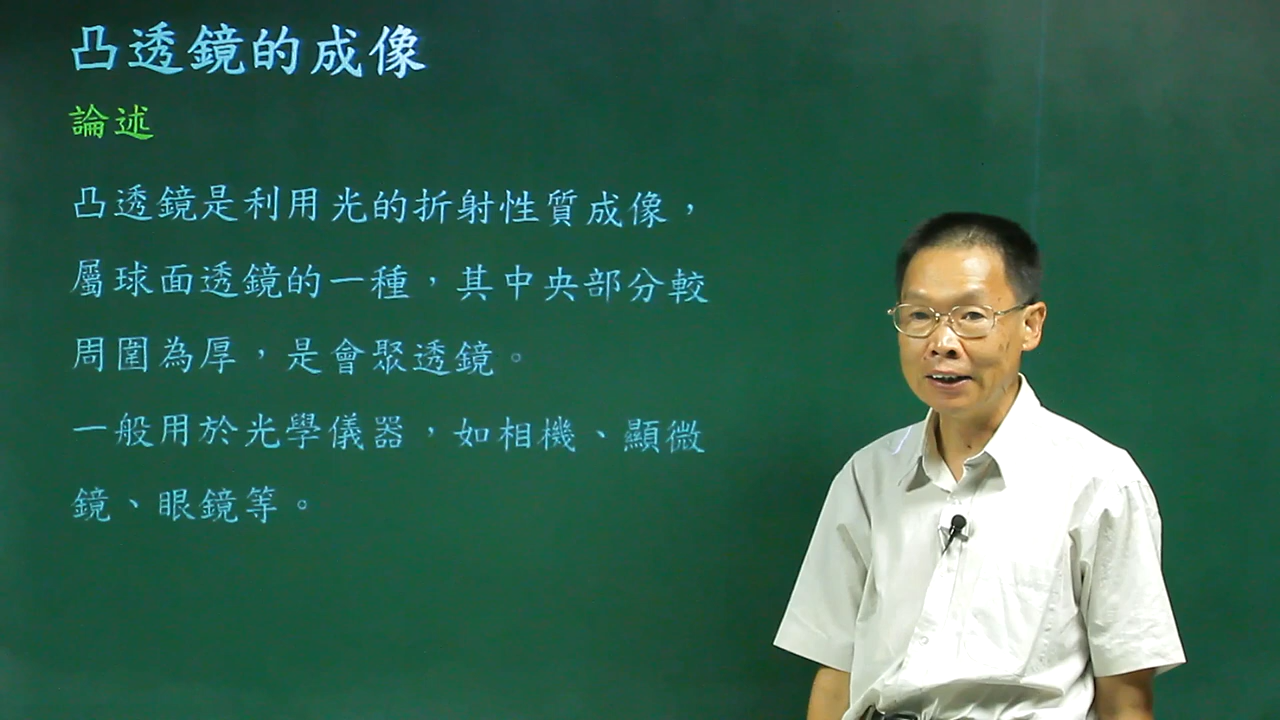 凸透鏡的成像
論述
凸透鏡是利用光的折射性質成像，
屬球面透鏡的一種，其中央部分較
周圍為厚，是會聚透鏡。
一般用於光學儀器，如相機、顯微
鏡、眼鏡等。